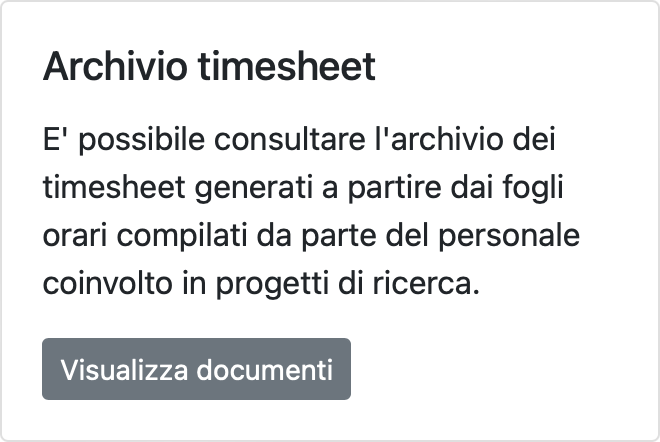 Archivio timesheet
E' possibile consultare l'archivio dei
timesheet generati a partire dai fogli
orari compilati da parte del personale
coinvolto in progetti di ricerca.
Visualizza documenti